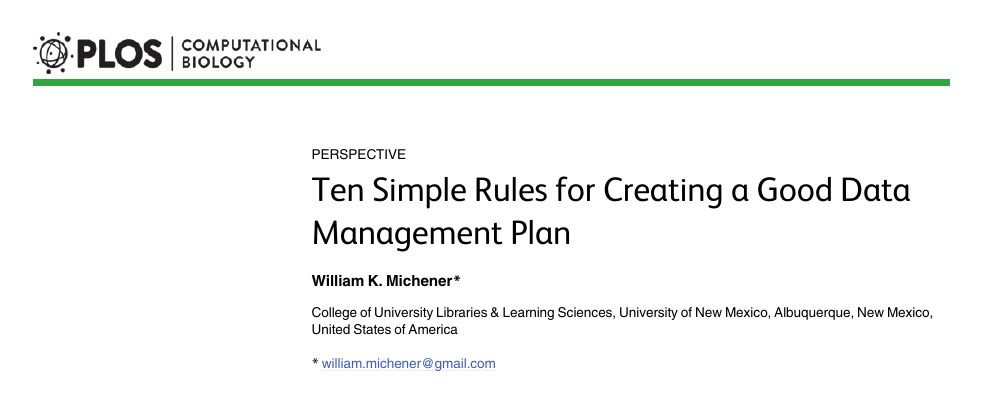 PLOS | COMPUTATIONAL
BIOLOGY
PERSPECTIVE
Ten Simple Rules for Creating a Good Data
Management Plan
William K. Michener*
College of University Libraries & Learning Sciences, University of New Mexico, Albuquerque, New Mexico,
United States of America
* william.michener@gmail.com